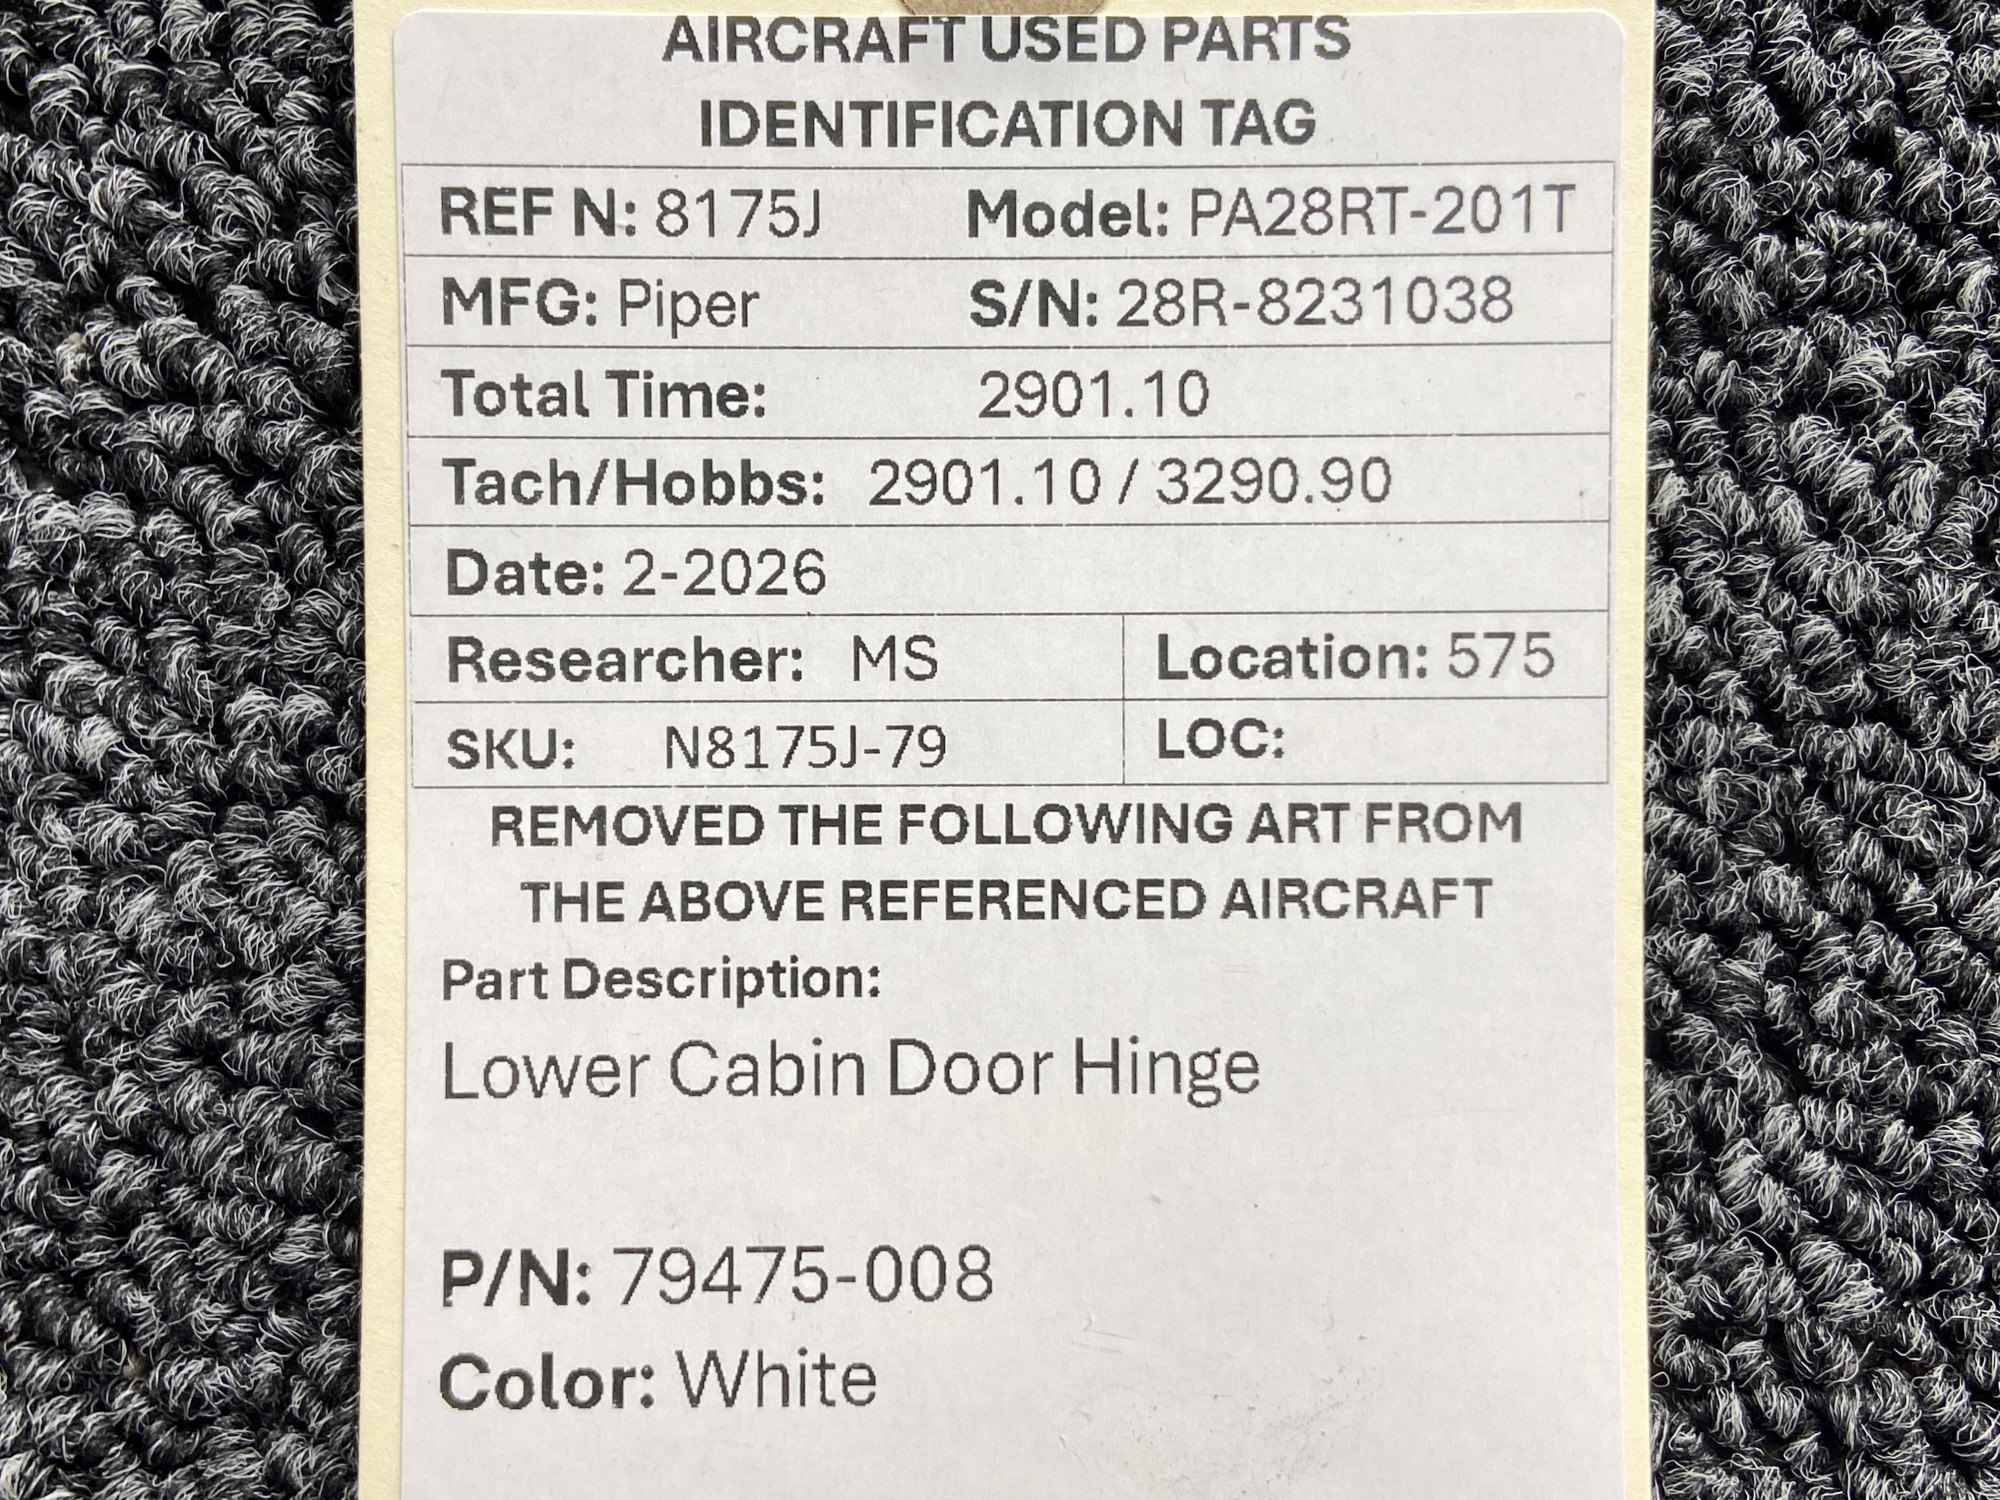 AIRCRAFT USED PARTS
IDENTIFICATION TAG
REF N: 8175J Model: PA28RT-201T
MFG: Piper S/N: 28R-8231038
Total Time: 2901.10
Tach/Hobbs: 2901.10 / 3290.90
Date: 2-2026
Researcher: MS Location: 575
SKU: N8175J-79 LOC:
REMOVED THE FOLLOWING ART FROM
THE ABOVE REFERENCED AIRCRAFT
Part Description:
Lower Cabin Door Hinge
P/N: 79475-008
Color: White